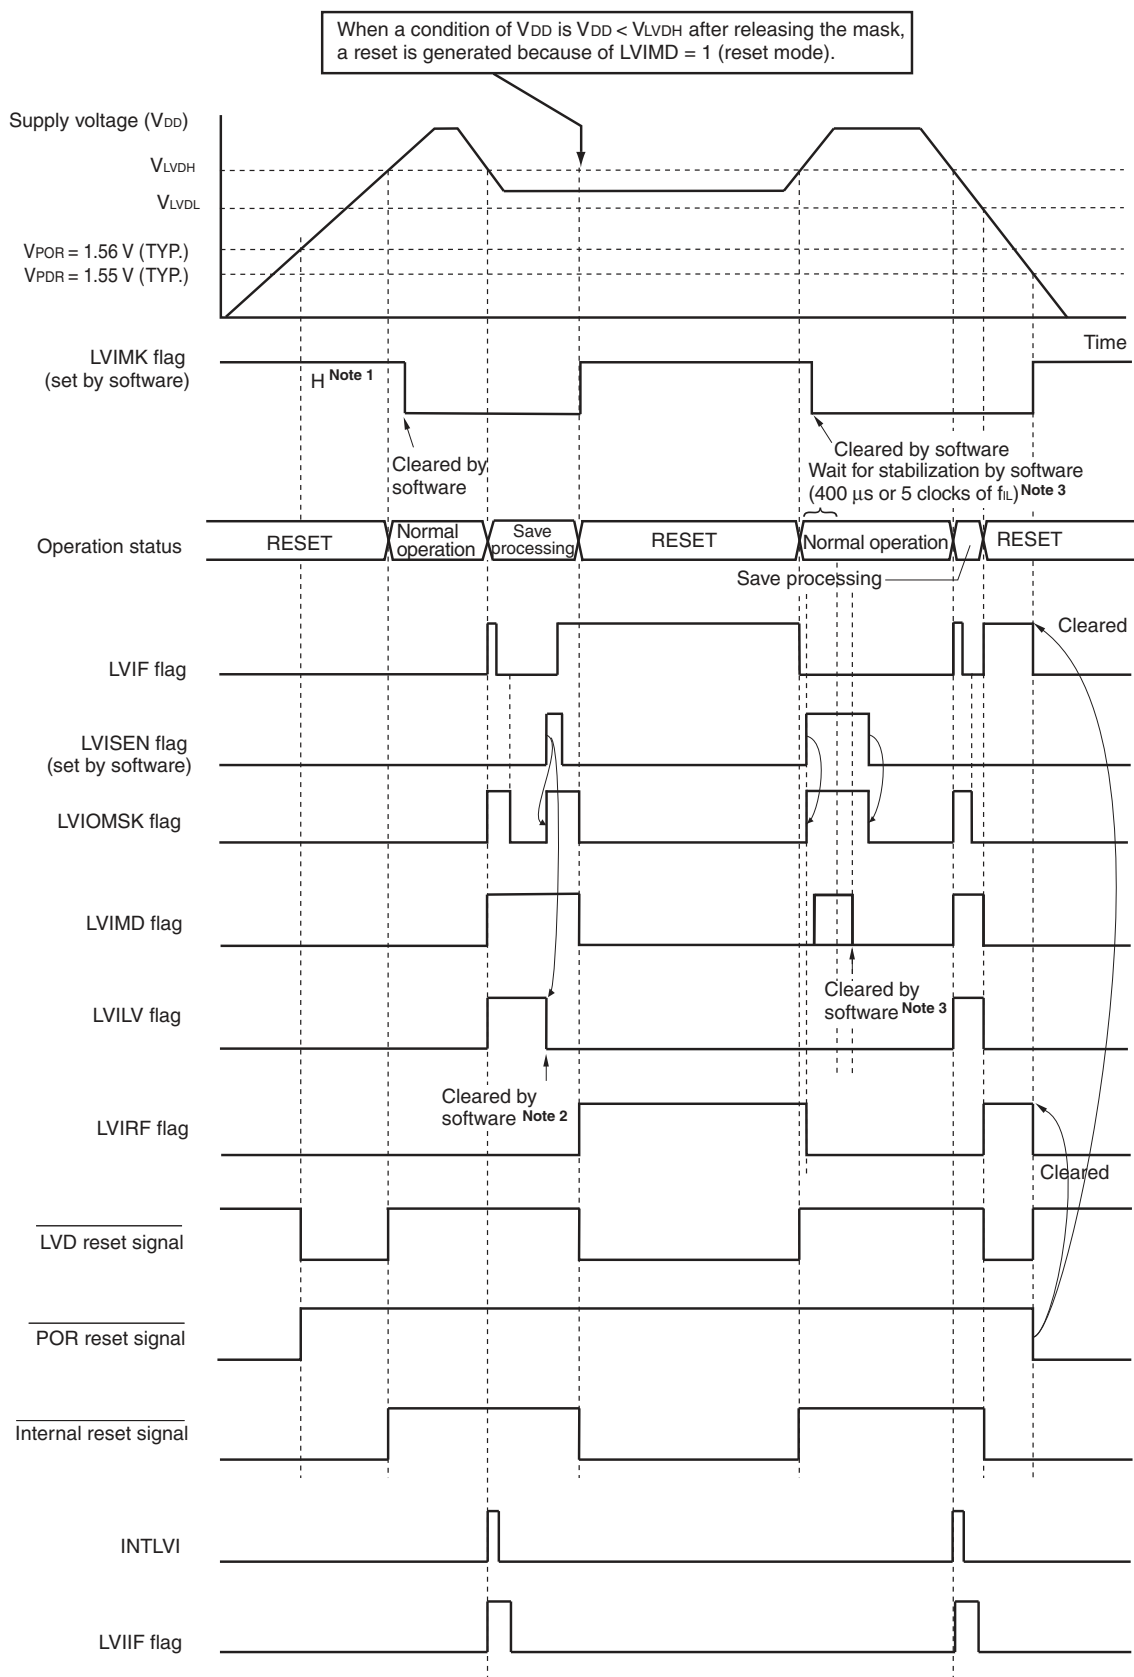 When a condition of VDD is VDD < VLVDH after releasing the mask,
a reset is generated because of LVIMD = 1 (reset mode).
Supply voltage (VDD)
VLVDH
VLVDL
VPOR = 1.56 V (TYP.)
VPDR = 1.55 V (TYP.)
Time
LVIMK flag
(set by software)
H Note 1
Cleared by
software
Cleared by software
Wait for stabilization by software
(400 μs or 5 clocks of fIL) Note 3
Operation status
RESET
Normal
operation
Save
processing
RESET
Normal operation
RESET
Save processing
LVIF flag
Cleared
LVISEN flag
(set by software)
LVIOMSK flag
LVIMD flag
Cleared by
software Note 3
LVILV flag
Cleared by
software Note 2
LVIRF flag
Cleared
LVD reset signal
POR reset signal
Internal reset signal
INTLVI
LVIIF flag